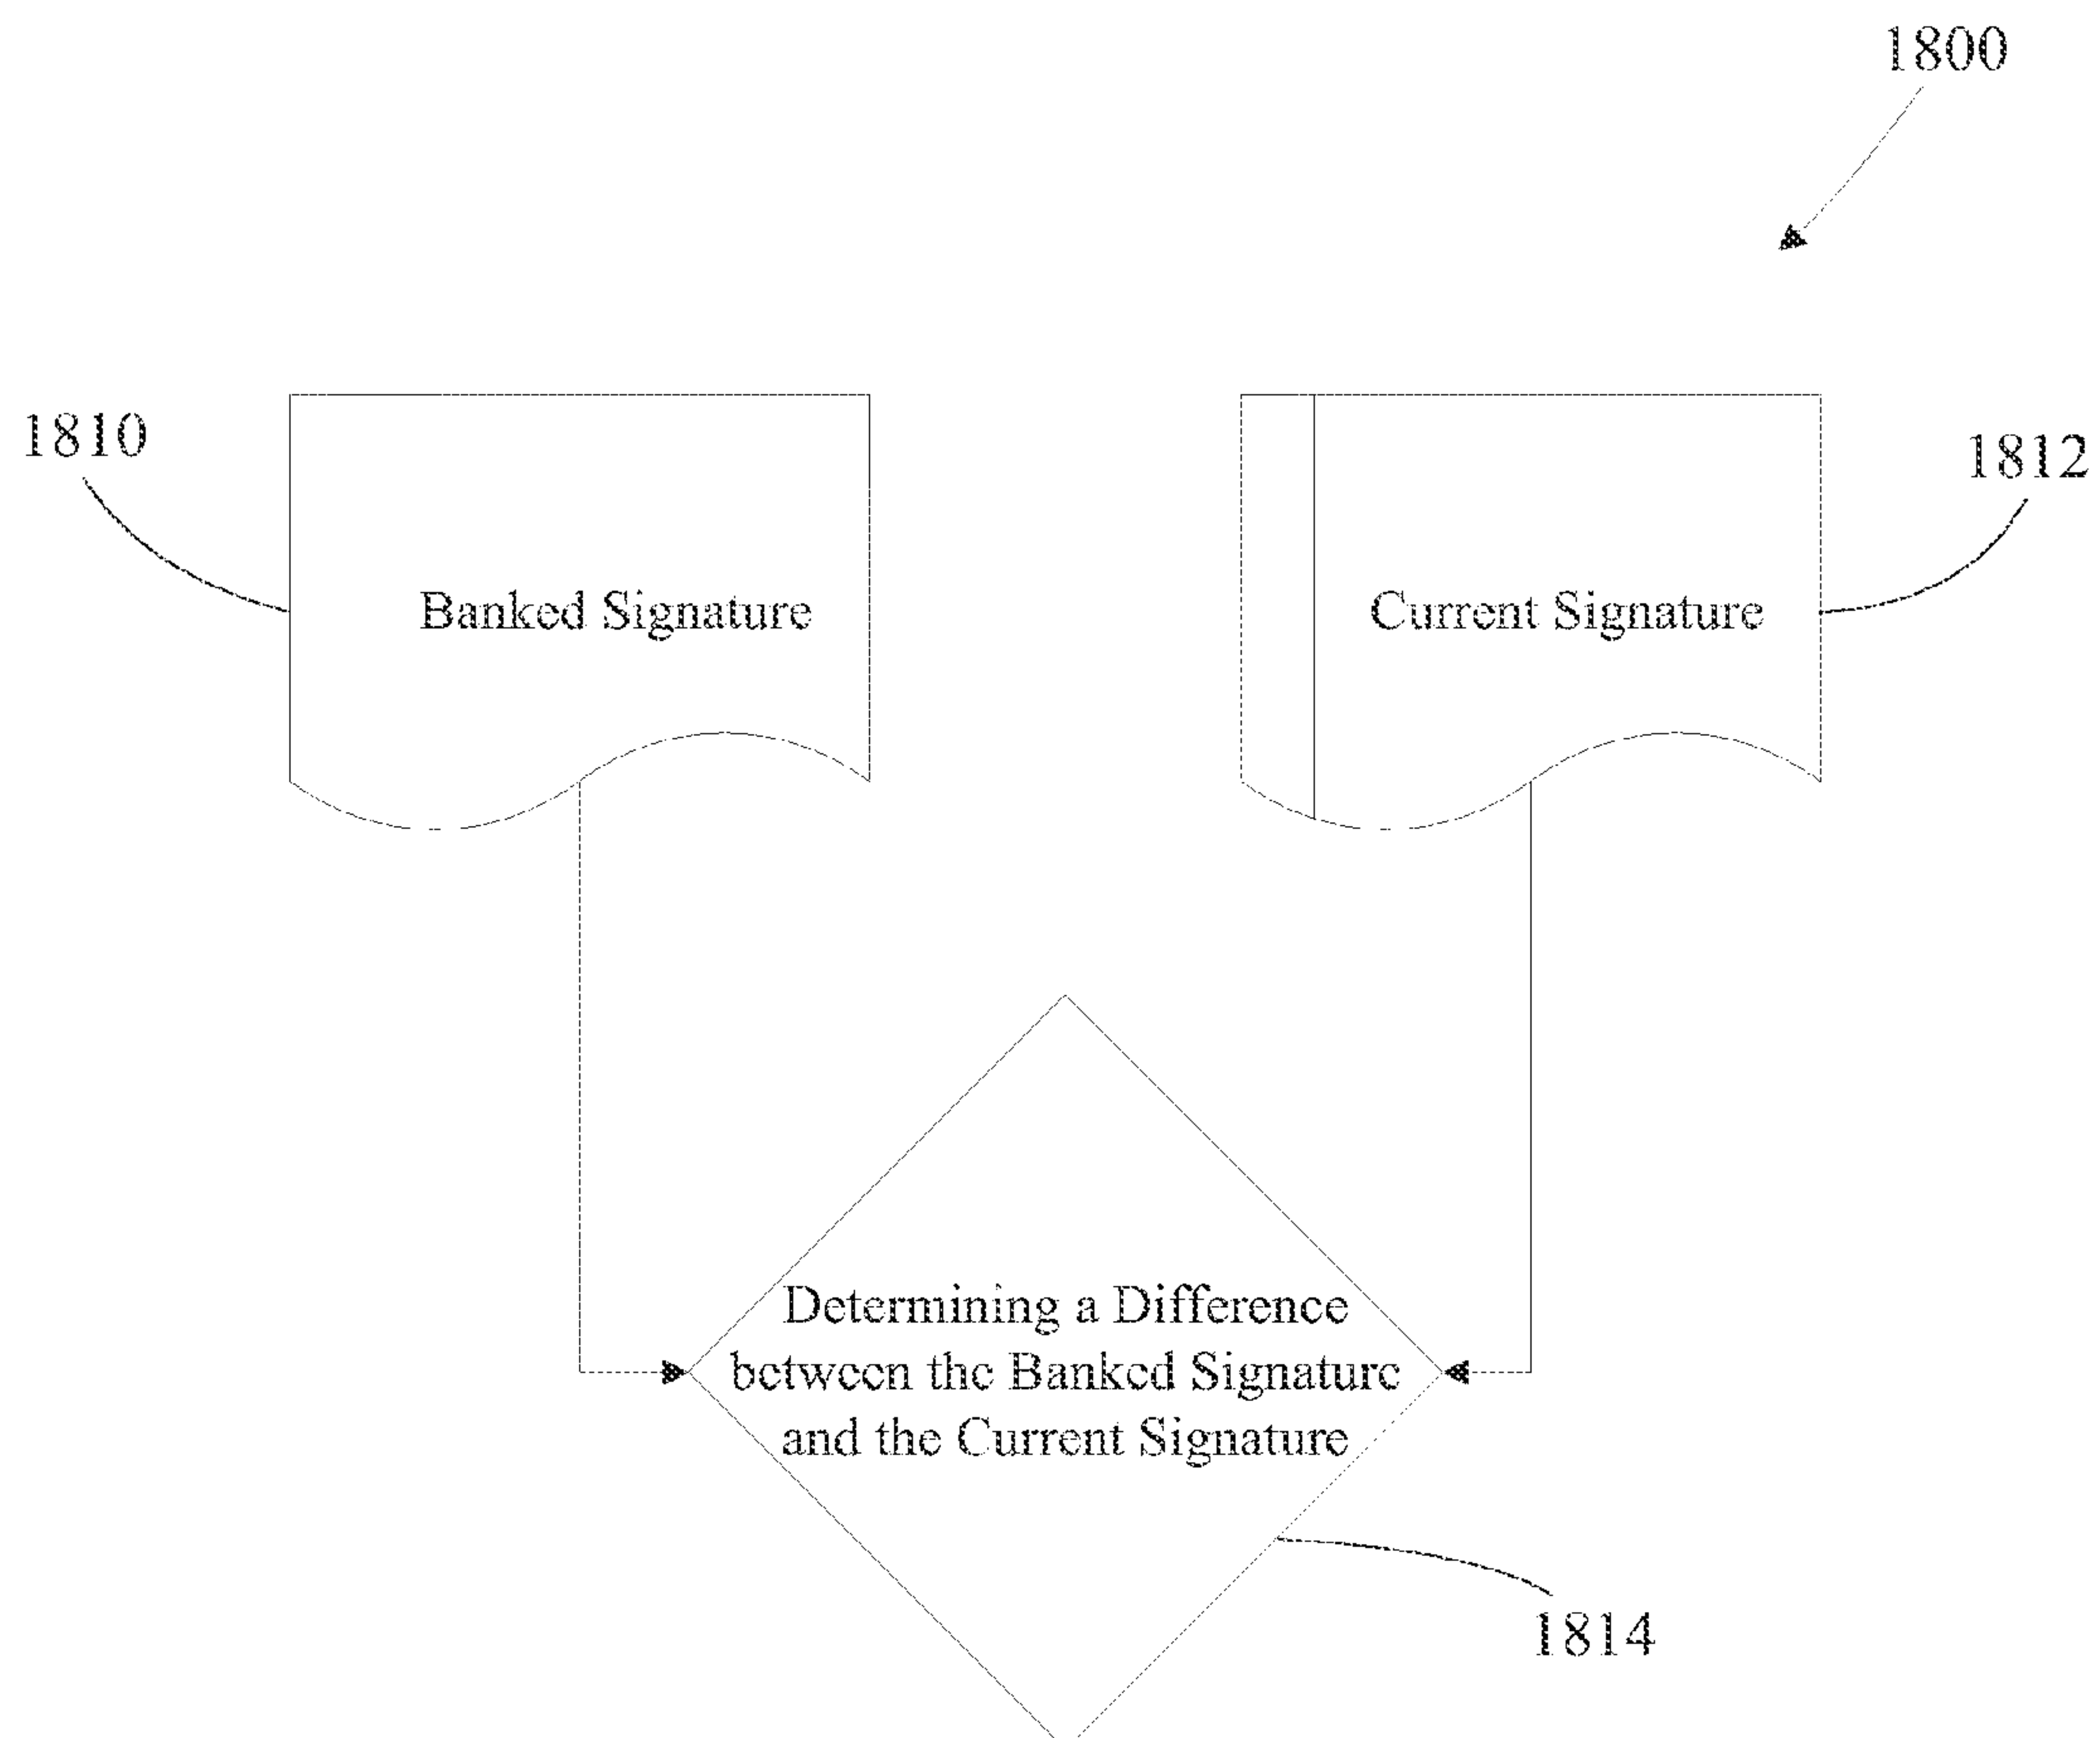 1800
1810
1812
Banked Signature
Current Signature
Determining a Difference
between the Banked Signature
and the Current Signature
1814